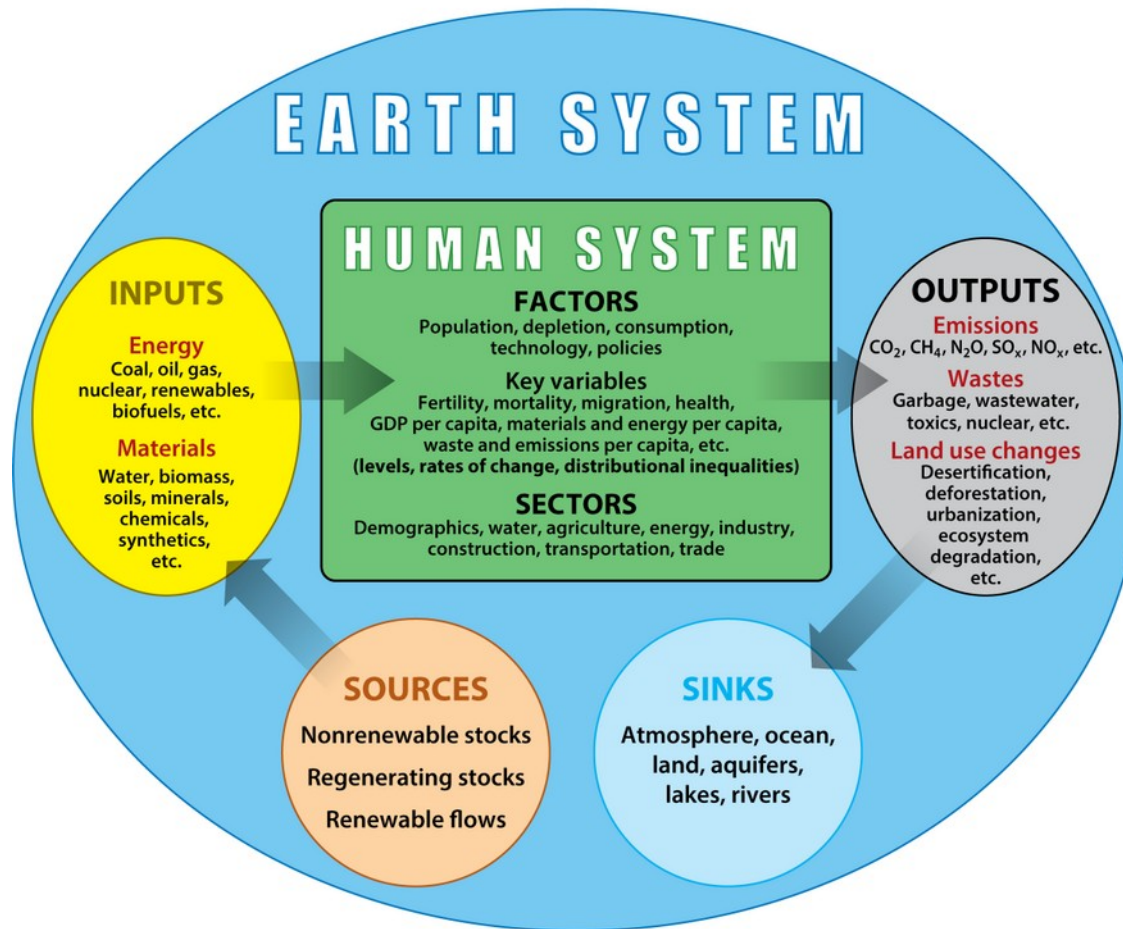 EARTH SYSTEM
HUMAN SYSTEM
FACTORS
Population, depletion, consumption,
technology, policies
Key variables
Fertility, mortality, migration, health,
GDP per capita, materials and energy per capita,
waste and emissions per capita, etc.
(levels, rates of change, distributional inequalities)
SECTORS
Demographics, water, agriculture, energy, industry,
construction, transportation, trade
INPUTS
Energy
Coal, oil, gas,
nuclear, renewables,
biofuels, etc.
Materials
Water, biomass,
soils, minerals,
chemicals,
synthetics,
etc.
OUTPUTS
Emissions
CO₂, CH₄, N₂O, SOₓ, NOₓ, etc.
Wastes
Garbage, wastewater,
toxics, nuclear, etc.
Land use changes
Desertification,
deforestation,
urbanization,
ecosystem
degradation,
etc.
SOURCES
Nonrenewable stocks
Regenerating stocks
Renewable flows
SINKS
Atmosphere, ocean,
land, aquifers,
lakes, rivers